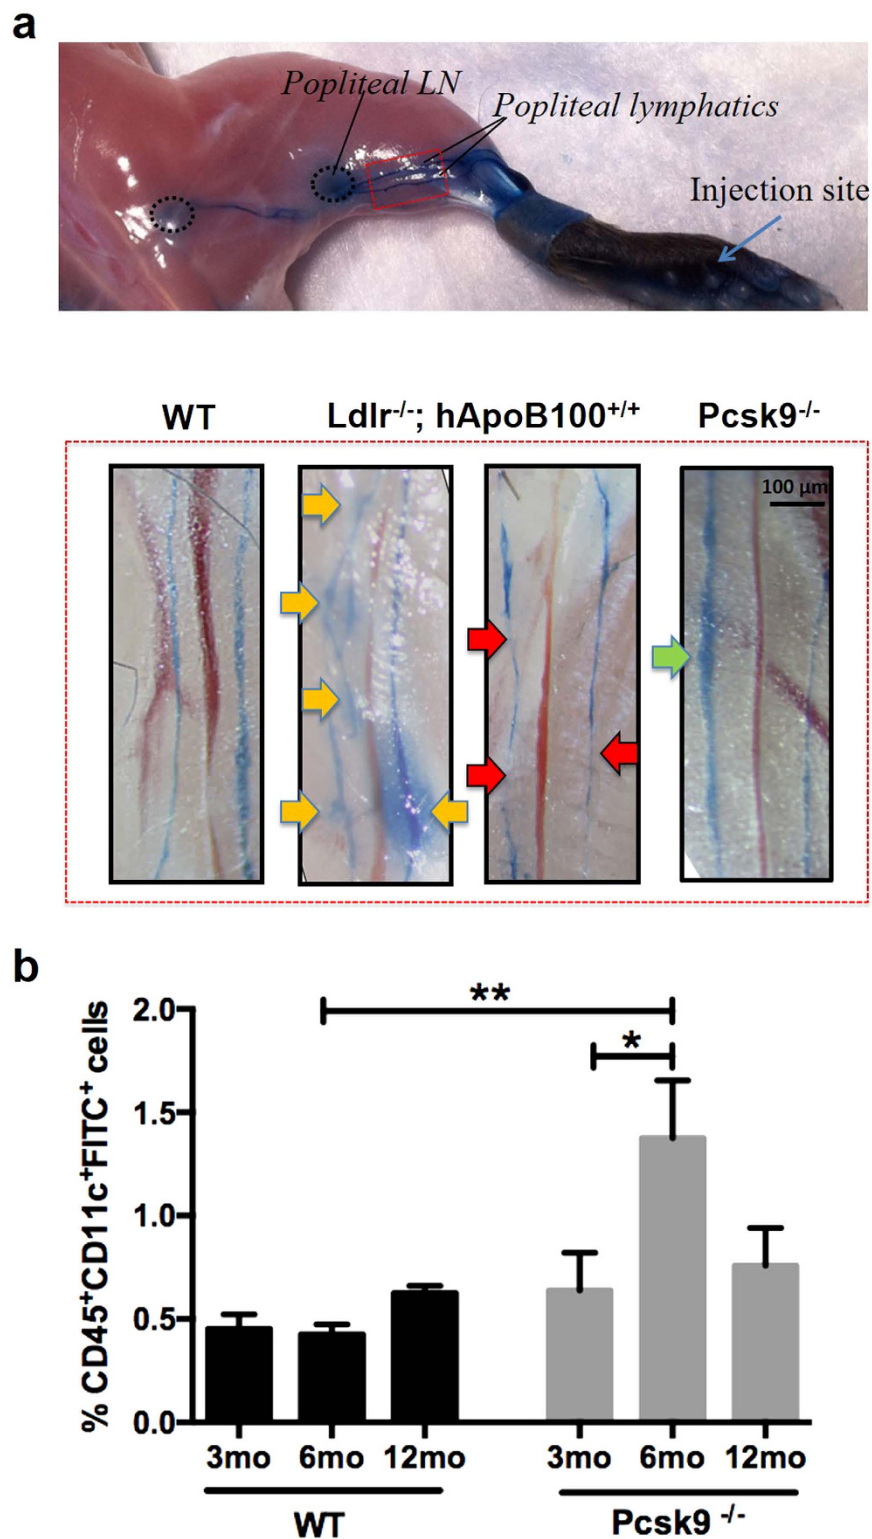 a
Popliteal LN
Popliteal lymphatics
Injection site
WT
Ldlr-/-; hApoB100+/+
Pcsk9-/-
100 µm
b
**
*
% CD45+CD11c+FITC+ cells
2.0
1.5
1.0
0.5
0.0
3mo 6mo 12mo 3mo 6mo 12mo
WT Pcsk9 -/-